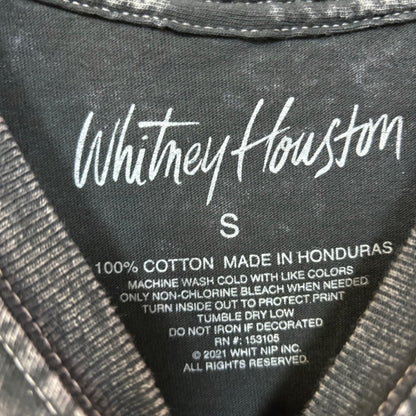 Whitney Houston
S
100% COTTON MADE IN HONDURAS
MACHINE WASH COLD WITH LIKE COLORS
ONLY NON-CHLORINE BLEACH WHEN NEEDED
TURN INSIDE OUT TO PROTECT PRINT
TUMBLE DRY LOW
DO NOT IRON IF DECORATED
RN #: 153105
© 2021 WHIT NIP INC.
ALL RIGHTS RESERVED.